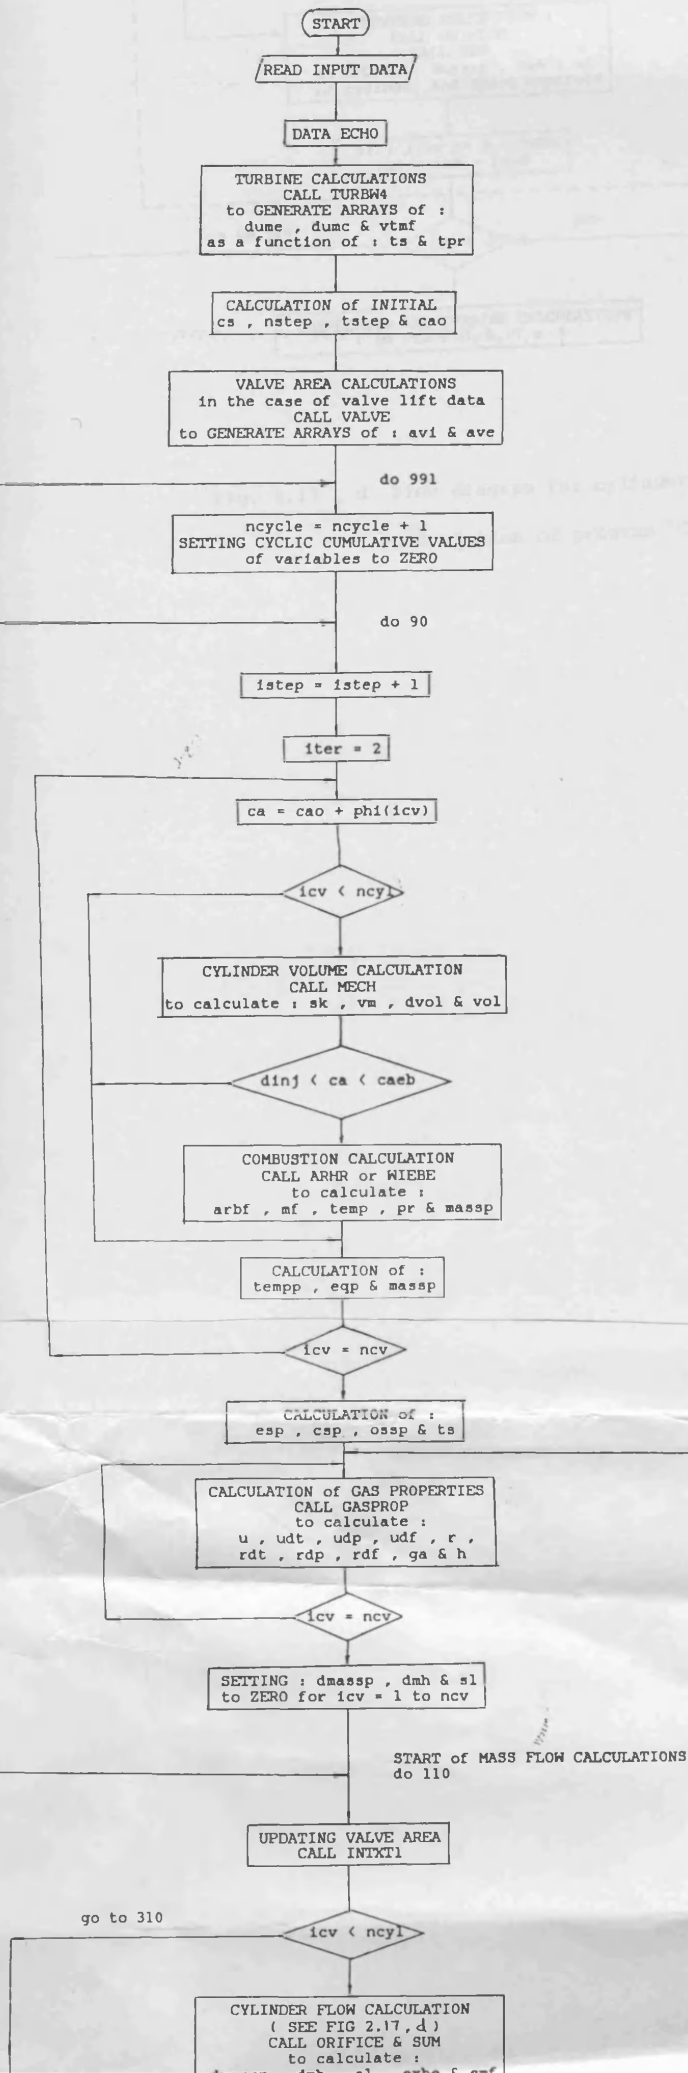 START
READ INPUT DATA
DATA ECHO
TURBINE CALCULATIONS
CALL TURBW4
to GENERATE ARRAYS of :
dume , dumc & vtmf
as a function of : ts & tpr
CALCULATION of INITIAL
cs , nstep , tstep & cao
VALVE AREA CALCULATIONS
in the case of valve lift data
CALL VALVE
to GENERATE ARRAYS of : avi & ave
do 991
ncycle = ncycle + 1
SETTING CYCLIC CUMULATIVE VALUES
of variables to ZERO
do 90
istep = istep + 1
iter = 2
ca = cao + phi(icv)
icv < ncyl
CYLINDER VOLUME CALCULATION
CALL MECH
to calculate : sk , vm , dvol & vol
dinj < ca < caeb
COMBUSTION CALCULATION
CALL ARHR or WIEBE
to calculate :
arbf , mf , temp , pr & massp
CALCULATION of :
tempp , eqp & massp
icv = ncv
CALCULATION of :
esp , csp , ossp & ts
CALCULATION of GAS PROPERTIES
CALL GASPROP
to calculate :
u , udt , udp , udf , r ,
rdt , rdp , rdf , ga & h
icv = ncv
SETTING : dmassp , dmh & sl
to ZERO for icv = 1 to ncv
START of MASS FLOW CALCULATIONS
do 110
UPDATING VALVE AREA
CALL INTXT1
go to 310
icv < ncyl
CYLINDER FLOW CALCULATION
( SEE FIG 2.17, d )
CALL ORIFICE & SUM
to calculate :